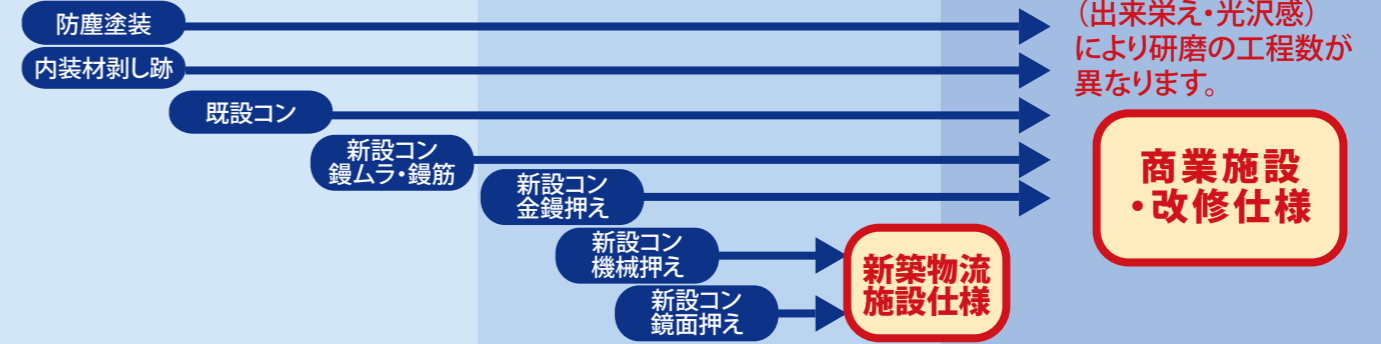 防塵塗装
内装材剥し跡
既設コン
新設コン
鏝ムラ・鏝筋
新設コン
金鏝押え
新設コン
機械押え
新設コン
鏡面押え
新築物流
施設仕様
（出来栄え・光沢感）
により研磨の工程数が
異なります。
商業施設
・改修仕様